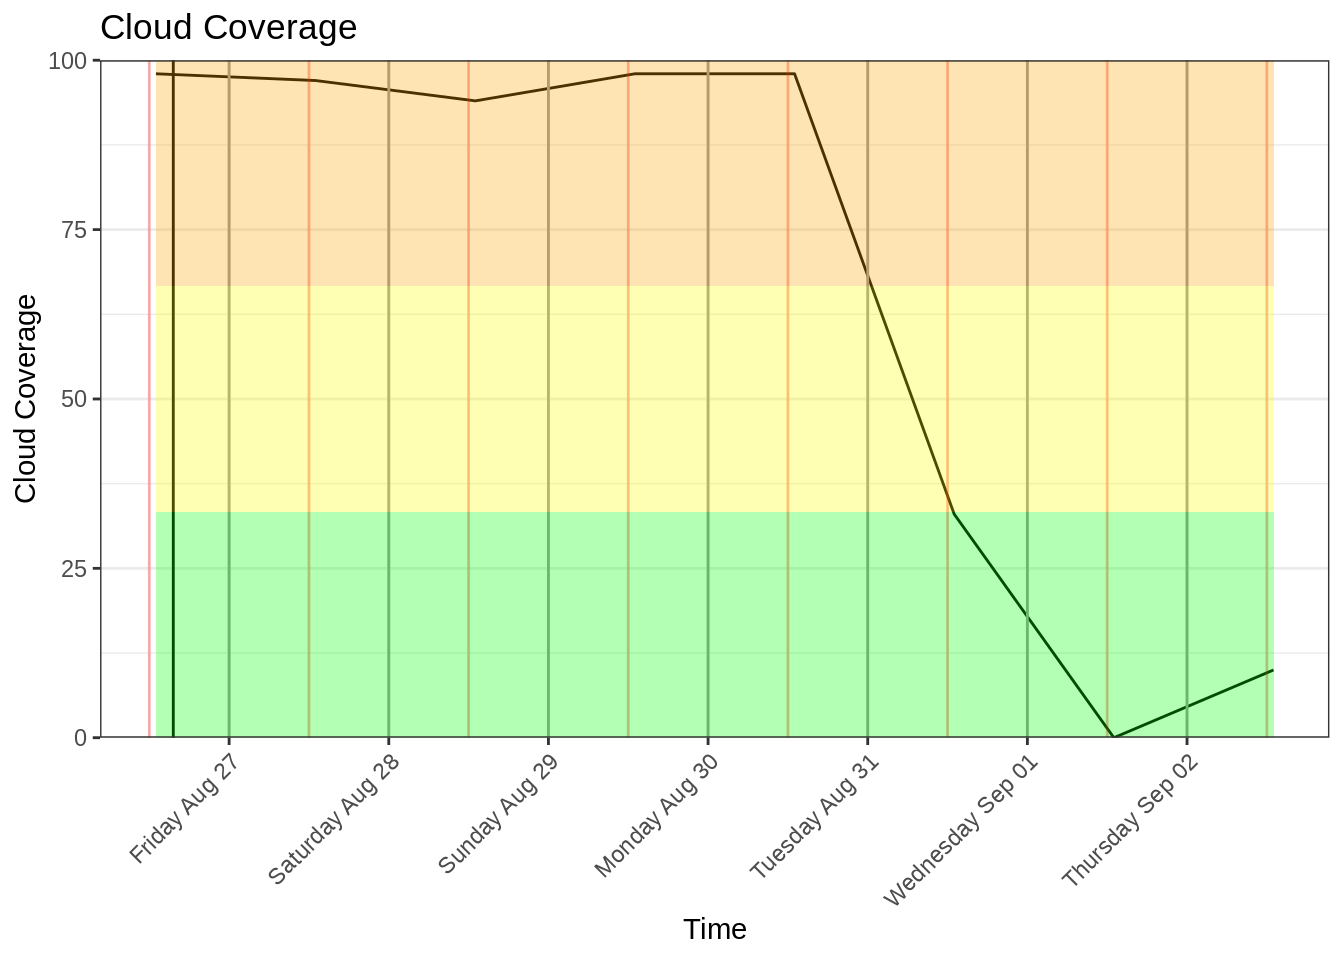 Cloud Coverage
100
75
50
25
0
Cloud Coverage
Friday Aug 27
Saturday Aug 28
Sunday Aug 29
Monday Aug 30
Tuesday Aug 31
Wednesday Sep 01
Thursday Sep 02
Time